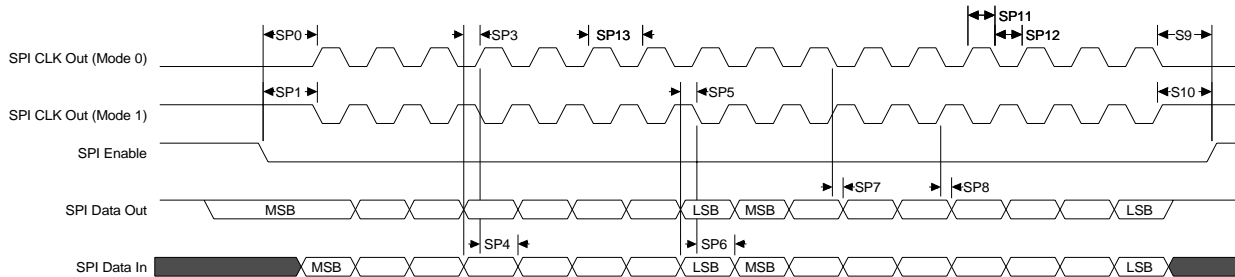 SP11
SP0 SP3 SP13 SP12 S9
SPI CLK Out (Mode 0)
SP1 SP5 S10
SPI CLK Out (Mode 1)
SPI Enable
SP7 SP8
SPI Data Out MSB LSB MSB LSB
SP4 SP6
SPI Data In MSB LSB MSB LSB